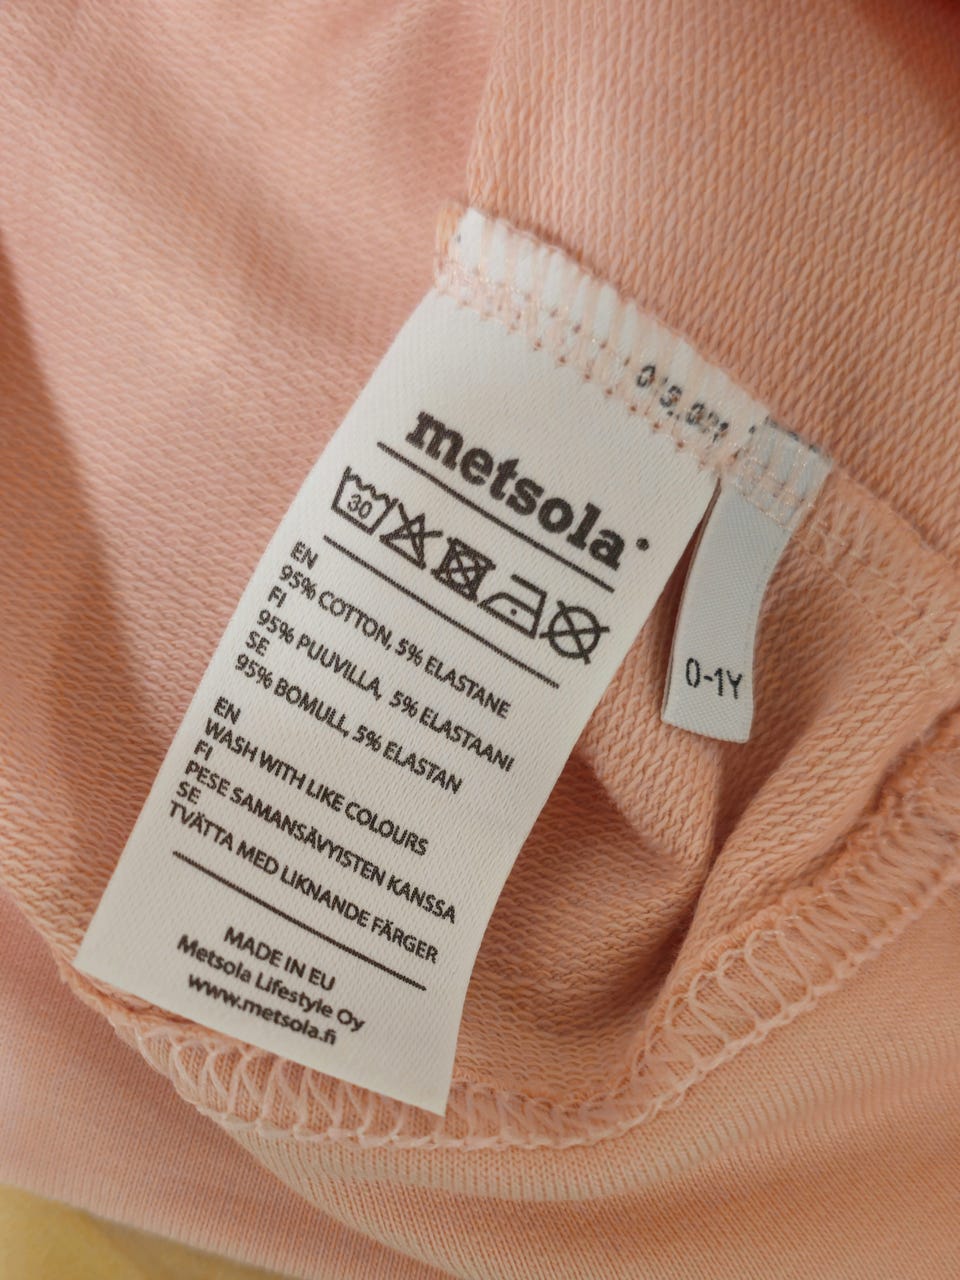 metsola
30
EN
95% COTTON, 5% ELASTANE
FI
95% PUUVILLA, 5% ELASTAANI
SE
95% BOMULL, 5% ELASTAN
EN
WASH WITH LIKE COLOURS
FI
PESE SAMANSÄVYISTEN KANSSA
SE
TVÄTTA MED LIKNANDE FÄRGER
MADE IN EU
Metsola Lifestyle Oy
www.metsola.fi
0-1Y